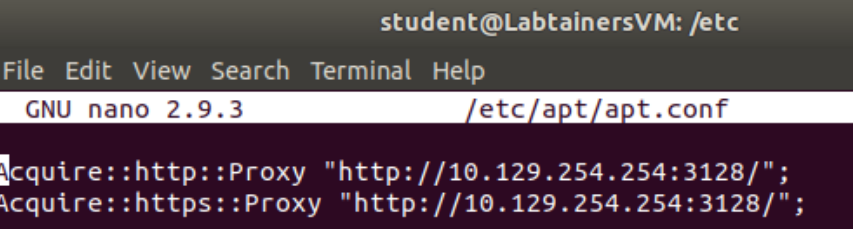 student@LabtainersVM: /etc
File Edit View Search Terminal Help
GNU nano 2.9.3 /etc/apt/apt.conf
Acquire::http::Proxy "http://10.129.254.254:3128/";
Acquire::https::Proxy "http://10.129.254.254:3128/";